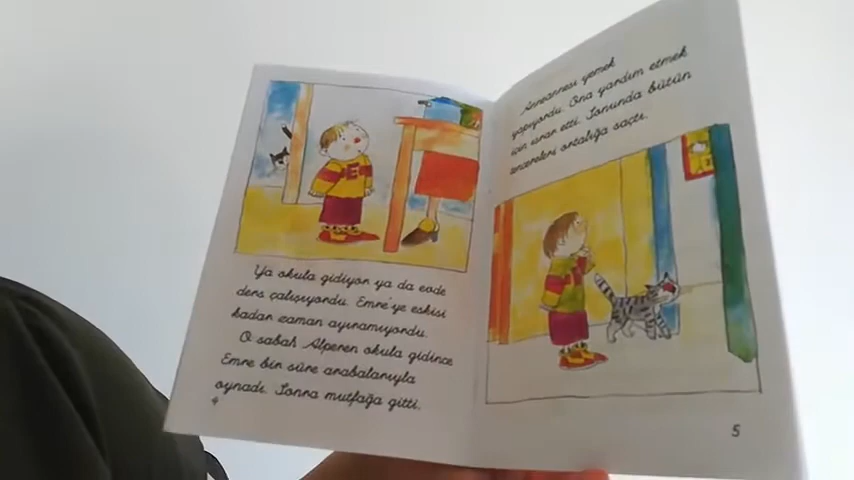 Ya okula gidiyor ya da evde
ders çalışıyordu. Emre'ye eskisi
kadar zaman ayıramıyordu.
O sabah Alperen okula gidince
Emre bir süre arabalarıyla
oynadı. Sonra mutfağa gitti.
4
Anneannesi yemek
yapıyordu. Ona yardım etmek
için ısrar etti. Sonunda bütün
tencereleri ortalığa saçtı.
E
5